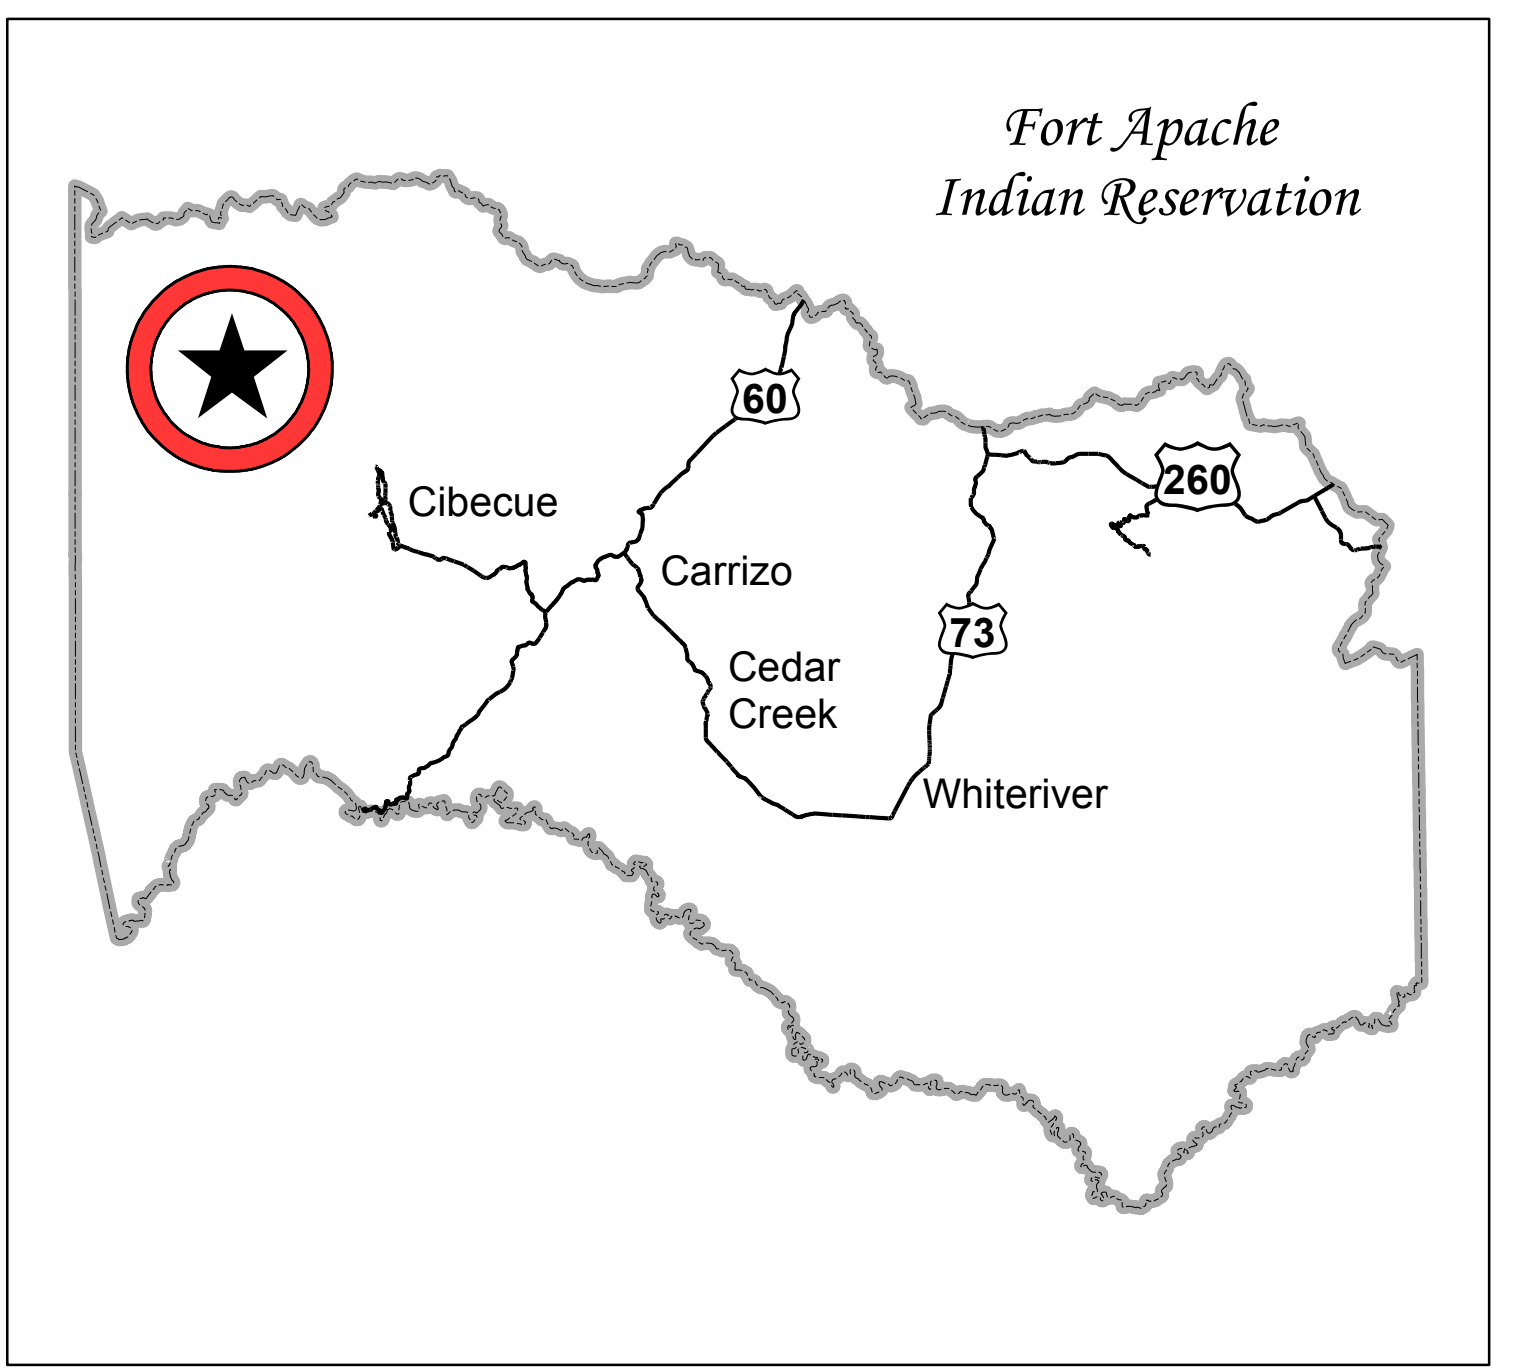 Fort Apache
Indian Reservation
60
260
Cibecue
Carrizo
73
Cedar
Creek
Whiteriver